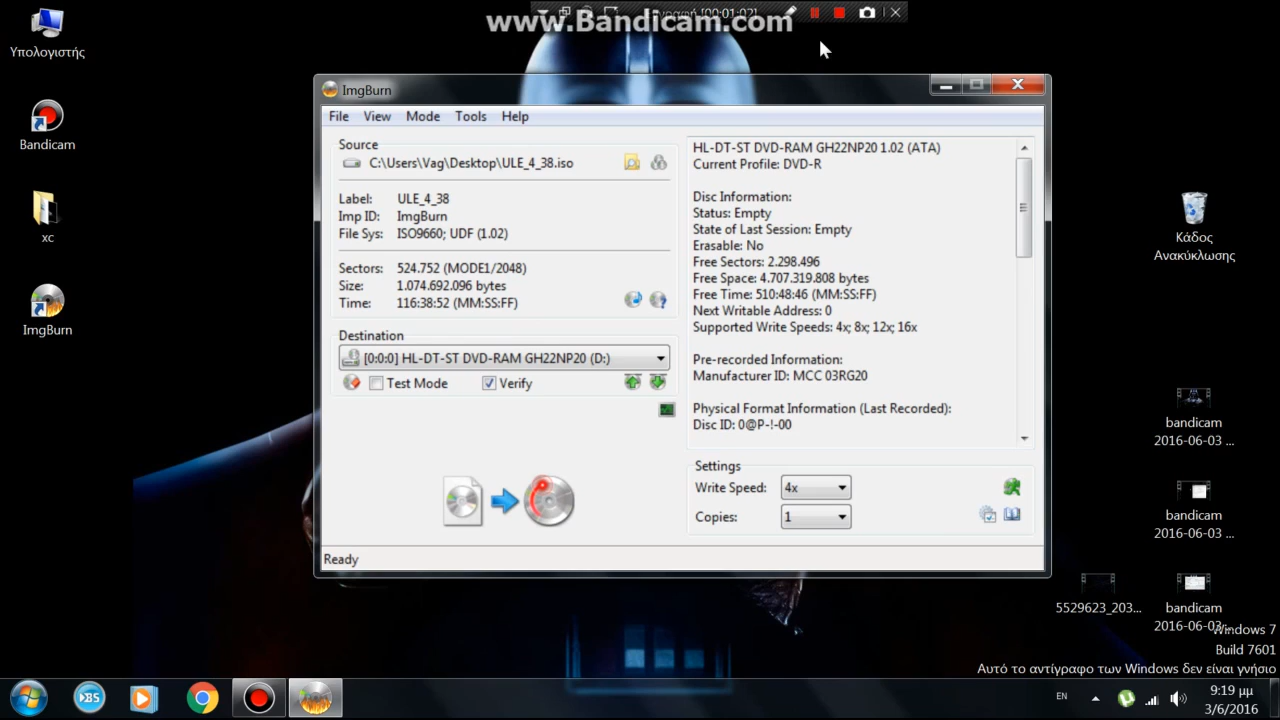 www.Bandicam.com
[00:01:02]
Υπολογιστής
Bandicam
xc
ImgBurn
ImgBurn
File View Mode Tools Help
Source
C:\Users\Vag\Desktop\ULE_4_38.iso
Label: ULE_4_38
Imp ID: ImgBurn
File Sys: ISO9660; UDF (1.02)
Sectors: 524.752 (MODE1/2048)
Size: 1.074.692.096 bytes
Time: 116:38:52 (MM:SS:FF)
Destination
[0:0:0] HL-DT-ST DVD-RAM GH22NP20 (D:)
Test Mode Verify
HL-DT-ST DVD-RAM GH22NP20 1.02 (ATA)
Current Profile: DVD-R
Disc Information:
Status: Empty
State of Last Session: Empty
Erasable: No
Free Sectors: 2.298.496
Free Space: 4.707.319.808 bytes
Free Time: 510:48:46 (MM:SS:FF)
Next Writable Address: 0
Supported Write Speeds: 4x; 8x; 12x; 16x
Pre-recorded Information:
Manufacturer ID: MCC 03RG20
Physical Format Information (Last Recorded):
Disc ID: 0@P-!-00
Settings
Write Speed: 4x
Copies: 1
Ready
Κάδος
Ανακύκλωσης
bandicam
2016-06-03 ...
bandicam
2016-06-03 ...
5529623_203...
bandicam
2016-06-03 ...
Windows 7
Build 7601
Αυτό το αντίγραφο των Windows δεν είναι γνήσιο
BS
EN
9:19 μμ
3/6/2016